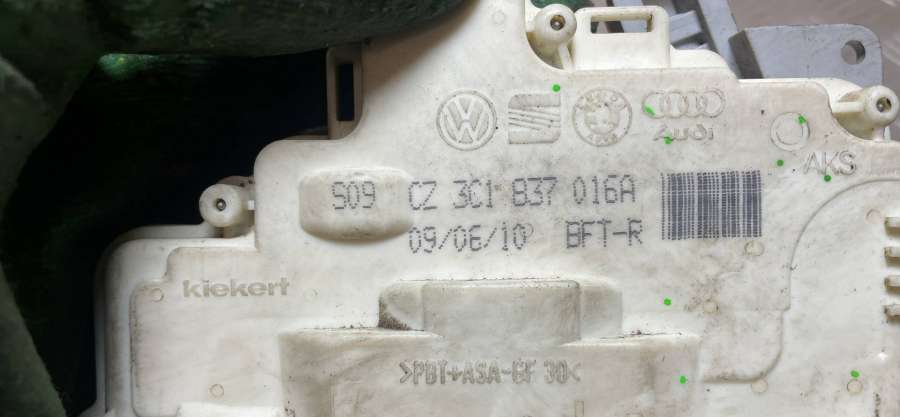 Audi
AKS
S09 CZ 3C1 837 016A
09/06/10 BFT-R
kiekert
>PBT+ASA-GF 30<